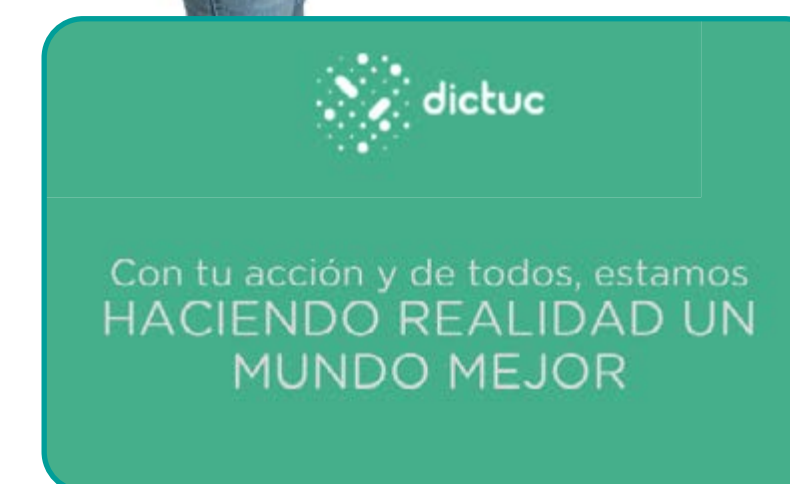 dictuc
Con tu acción y de todos, estamos
HACIENDO REALIDAD UN
MUNDO MEJOR